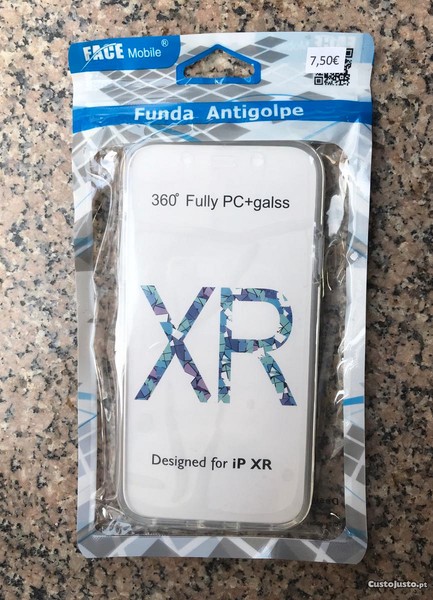 FACE Mobile®
7,50€
Funda Antigolpe
360° Fully PC+galss
XR
Designed for iP XR
CustoJusto.pt